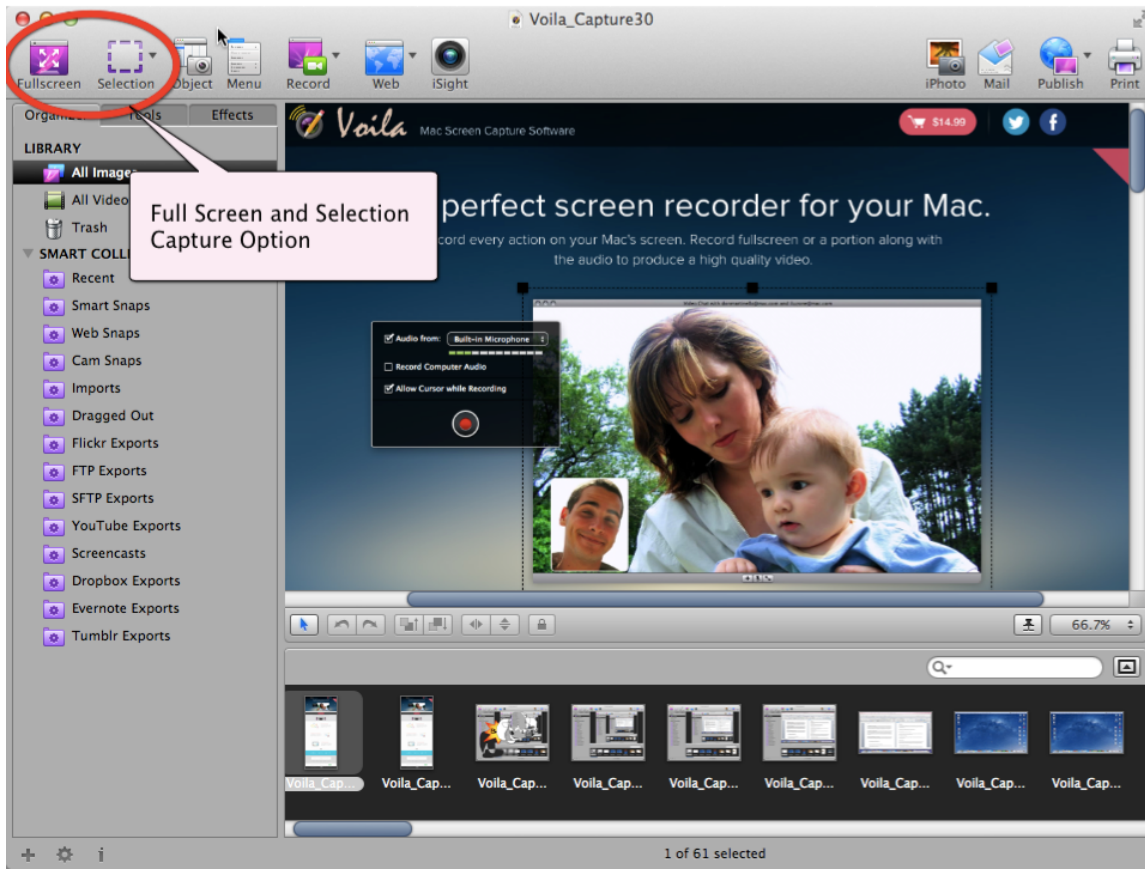 Voila_Capture30
Fullscreen Selection Object Menu Record Web iSight iPhoto Mail Publish Print
Tools Effects
LIBRARY
All Images
All Video
Trash
SMART COLL
Recent
Smart Snaps
Web Snaps
Cam Snaps
Imports
Dragged Out
Flickr Exports
FTP Exports
SFTP Exports
YouTube Exports
Screencasts
Dropbox Exports
Evernote Exports
Tumblr Exports
Full Screen and Selection
Capture Option
Voila Mac Screen Capture Software $14.99
perfect screen recorder for your Mac.
cord every action on your Mac's screen. Record fullscreen or a portion along with
the audio to produce a high quality video.
Audio from: Built-in Microphone
Record Computer Audio
Allow Cursor while Recording
66.7%
Voila_Cap... Voila_Cap... Voila_Cap... Voila_Cap... Voila_Cap... Voila_Cap... Voila_Cap... Voila_Cap... Voila_Cap...
1 of 61 selected